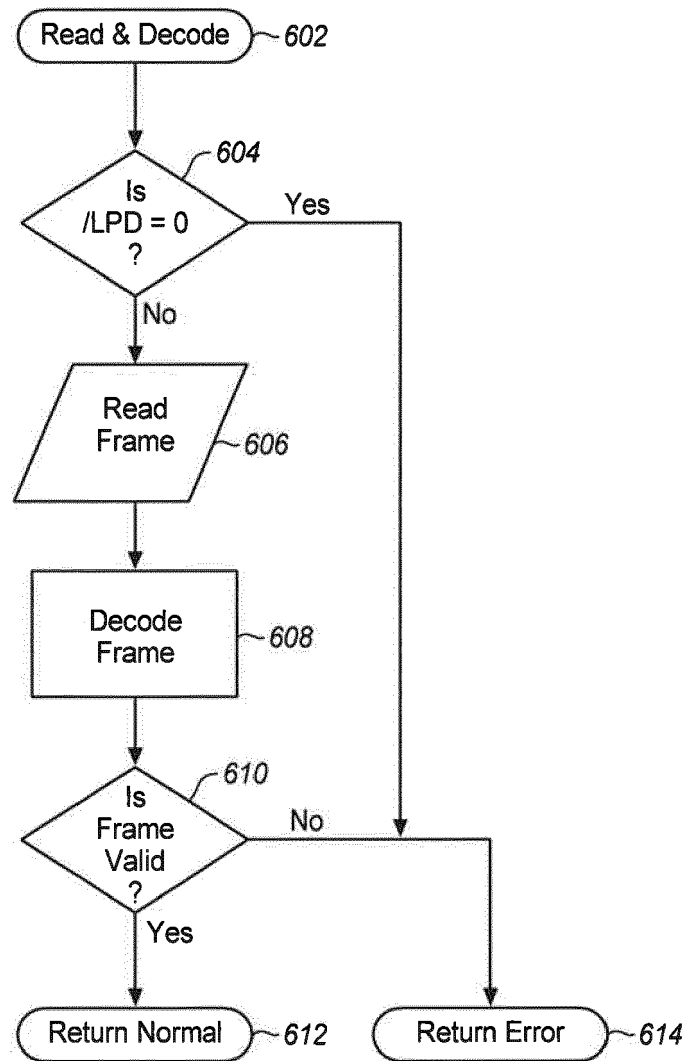 Read & Decode 602
604
Is
/LPD = 0
?
Yes
No
Read
Frame
606
Decode
Frame
608
610
Is
Frame
Valid
?
No
Yes
Return Normal 612
Return Error 614